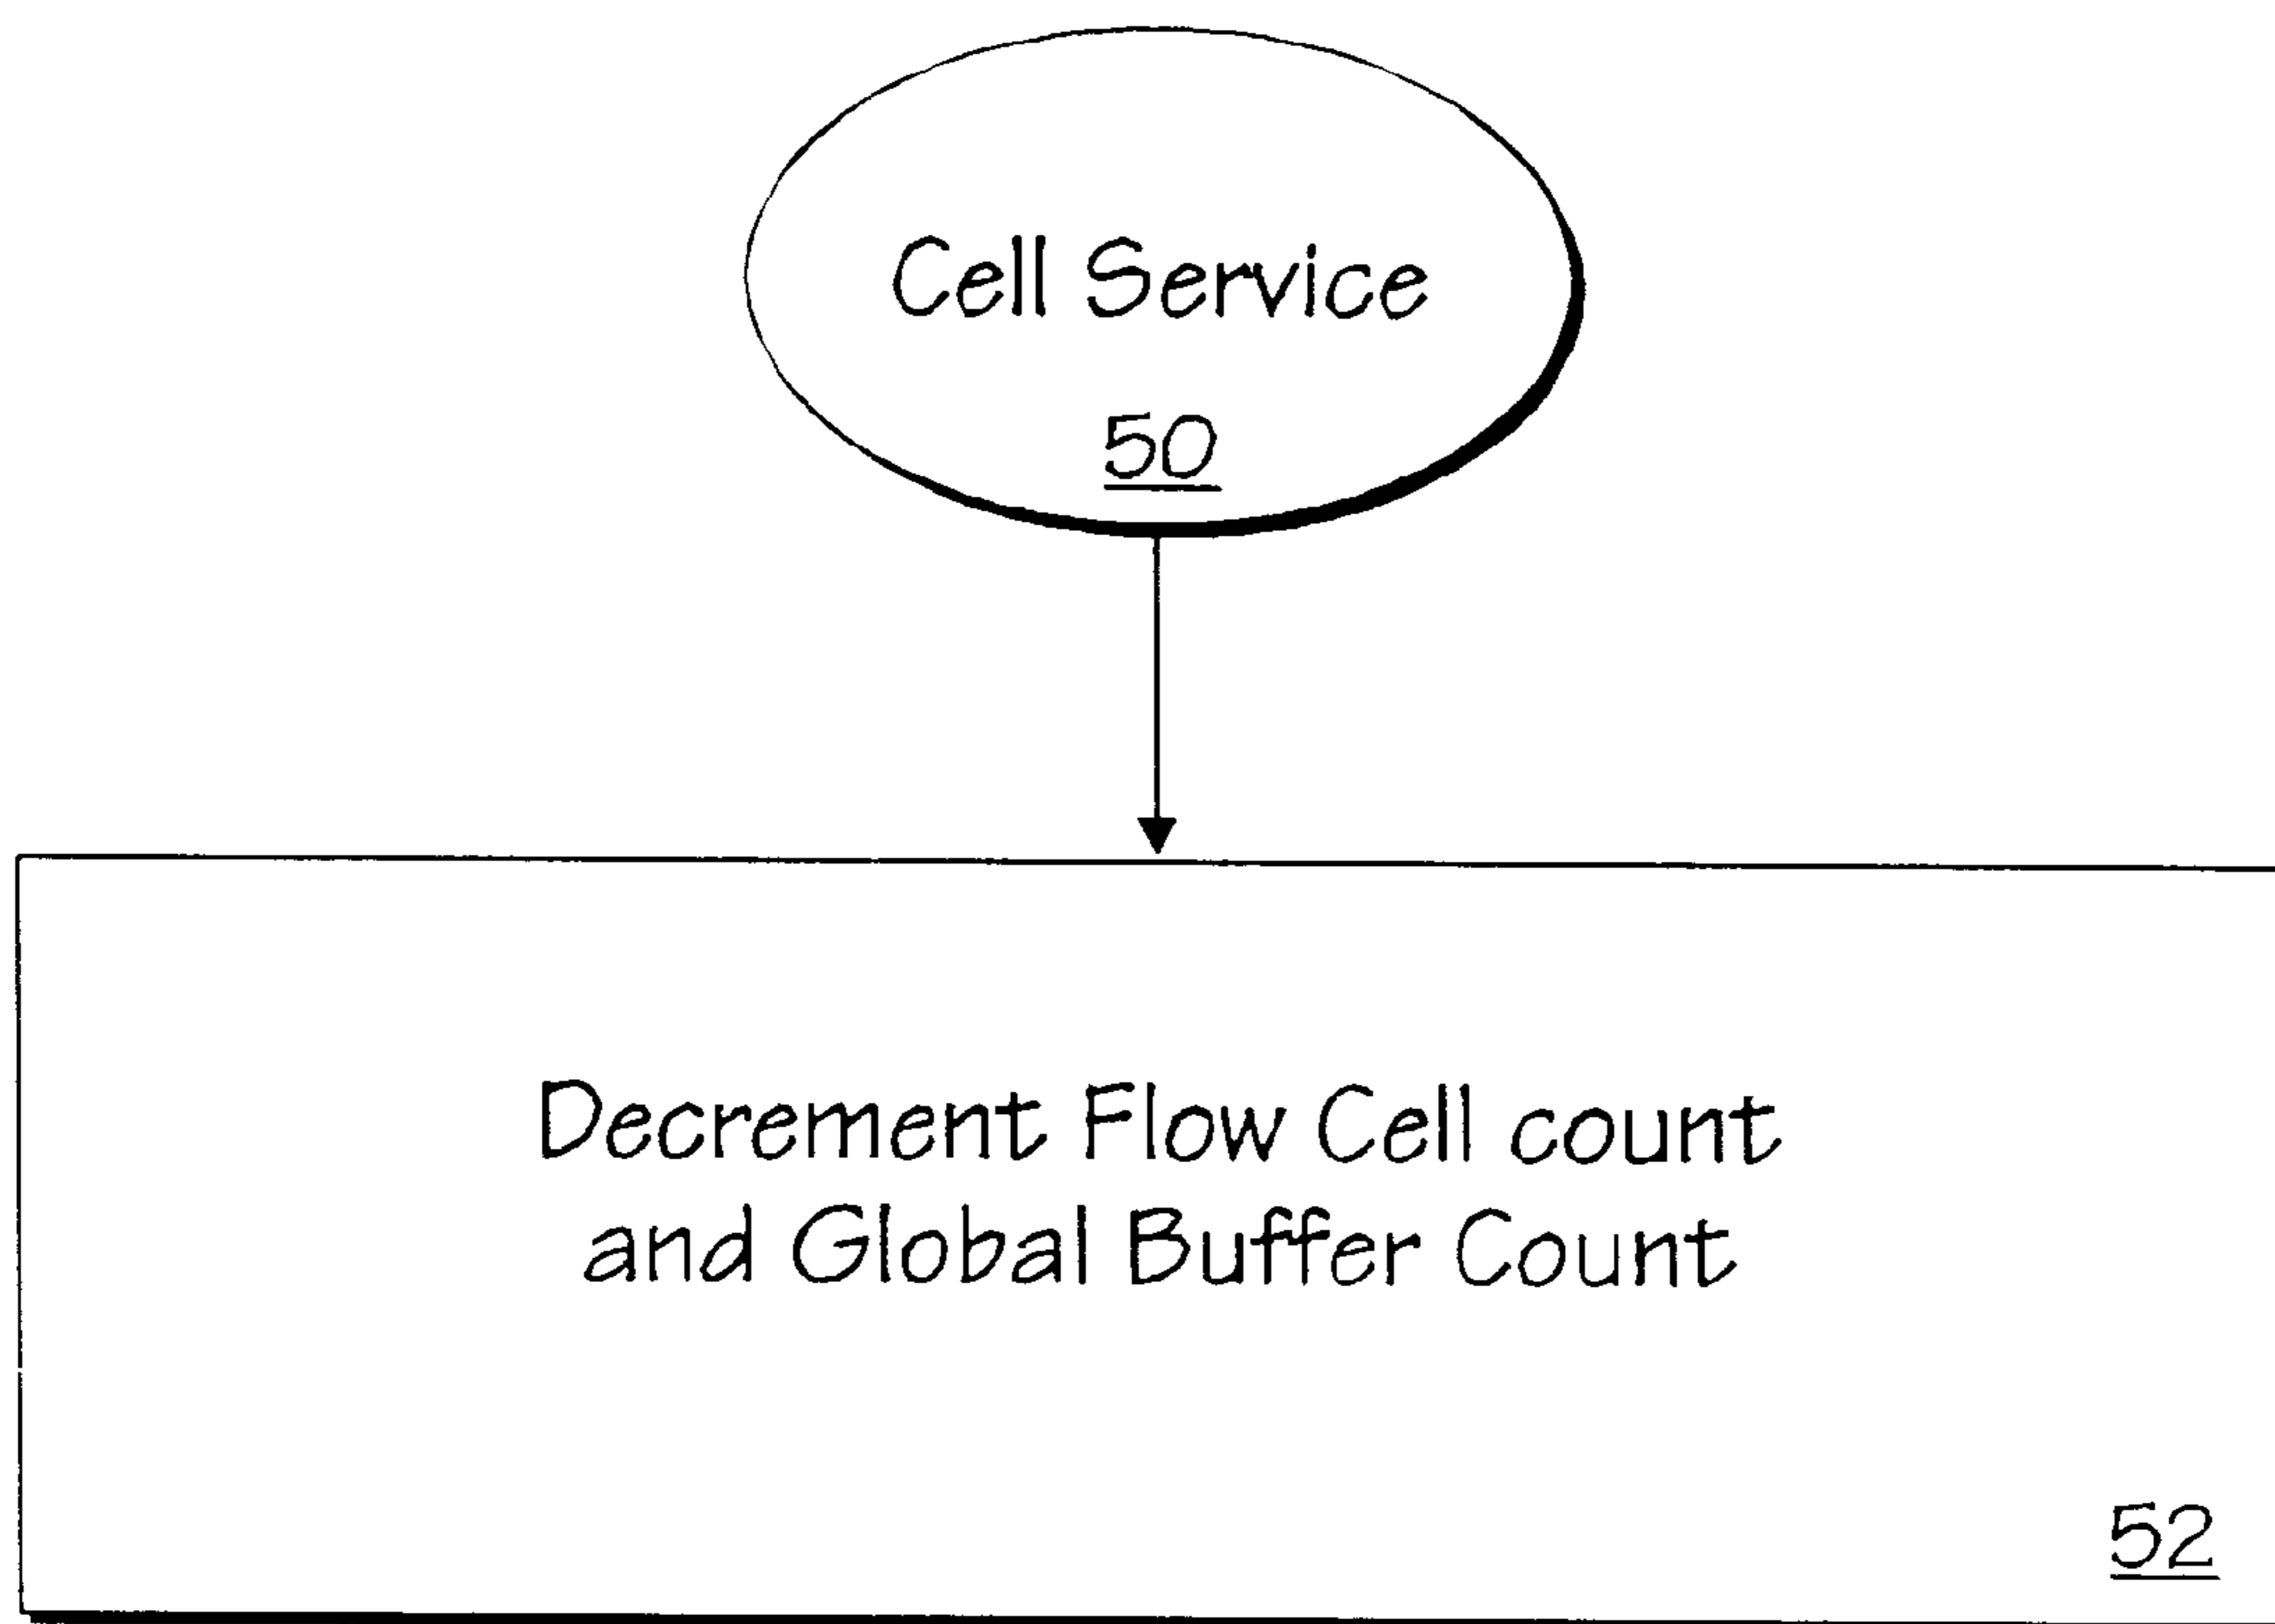 Cell Service
50
Decrement Flow Cell count
and Global Buffer Count
52